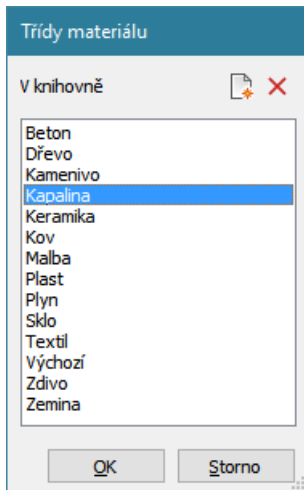 Třídy materiálu
V knihovně
Beton
Dřevo
Kamenivo
Kapalina
Keramika
Kov
Malba
Plast
Plyn
Sklo
Textil
Výchozí
Zdivo
Zemina
OK
Storno